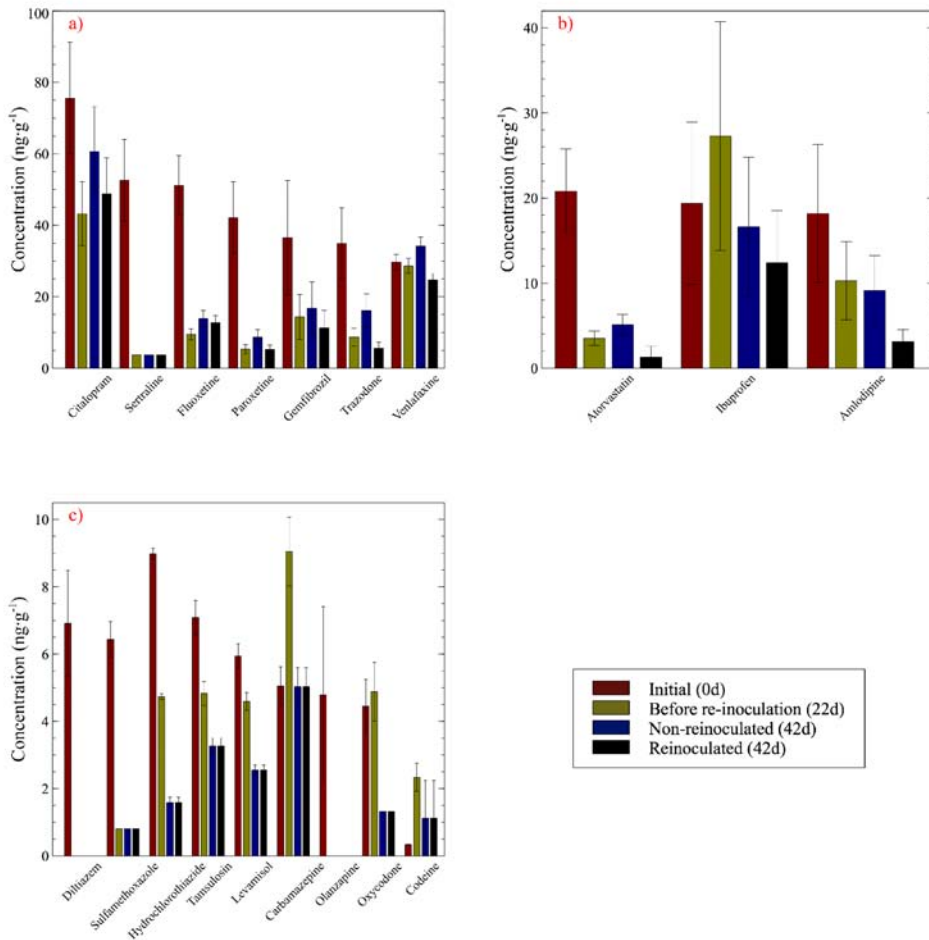 a)
Concentration (ng·g⁻¹)
100
80
60
40
20
0
Citalopram
Sertraline
Fluoxetine
Paroxetine
Gemfibrozil
Trazodone
Venlafaxine
b)
Concentration (ng·g⁻¹)
40
30
20
10
0
Atorvastatin
Ibuprofen
Amlodipine
c)
Concentration (ng·g⁻¹)
10
8
6
4
2
0
Diltiazem
Sulfamethoxazole
Hydrochlorothiazide
Tamsulosin
Levamisol
Carbamazepine
Olanzapine
Oxycodone
Codeine
Initial (0d)
Before re-inoculation (22d)
Non-reinoculated (42d)
Reinoculated (42d)